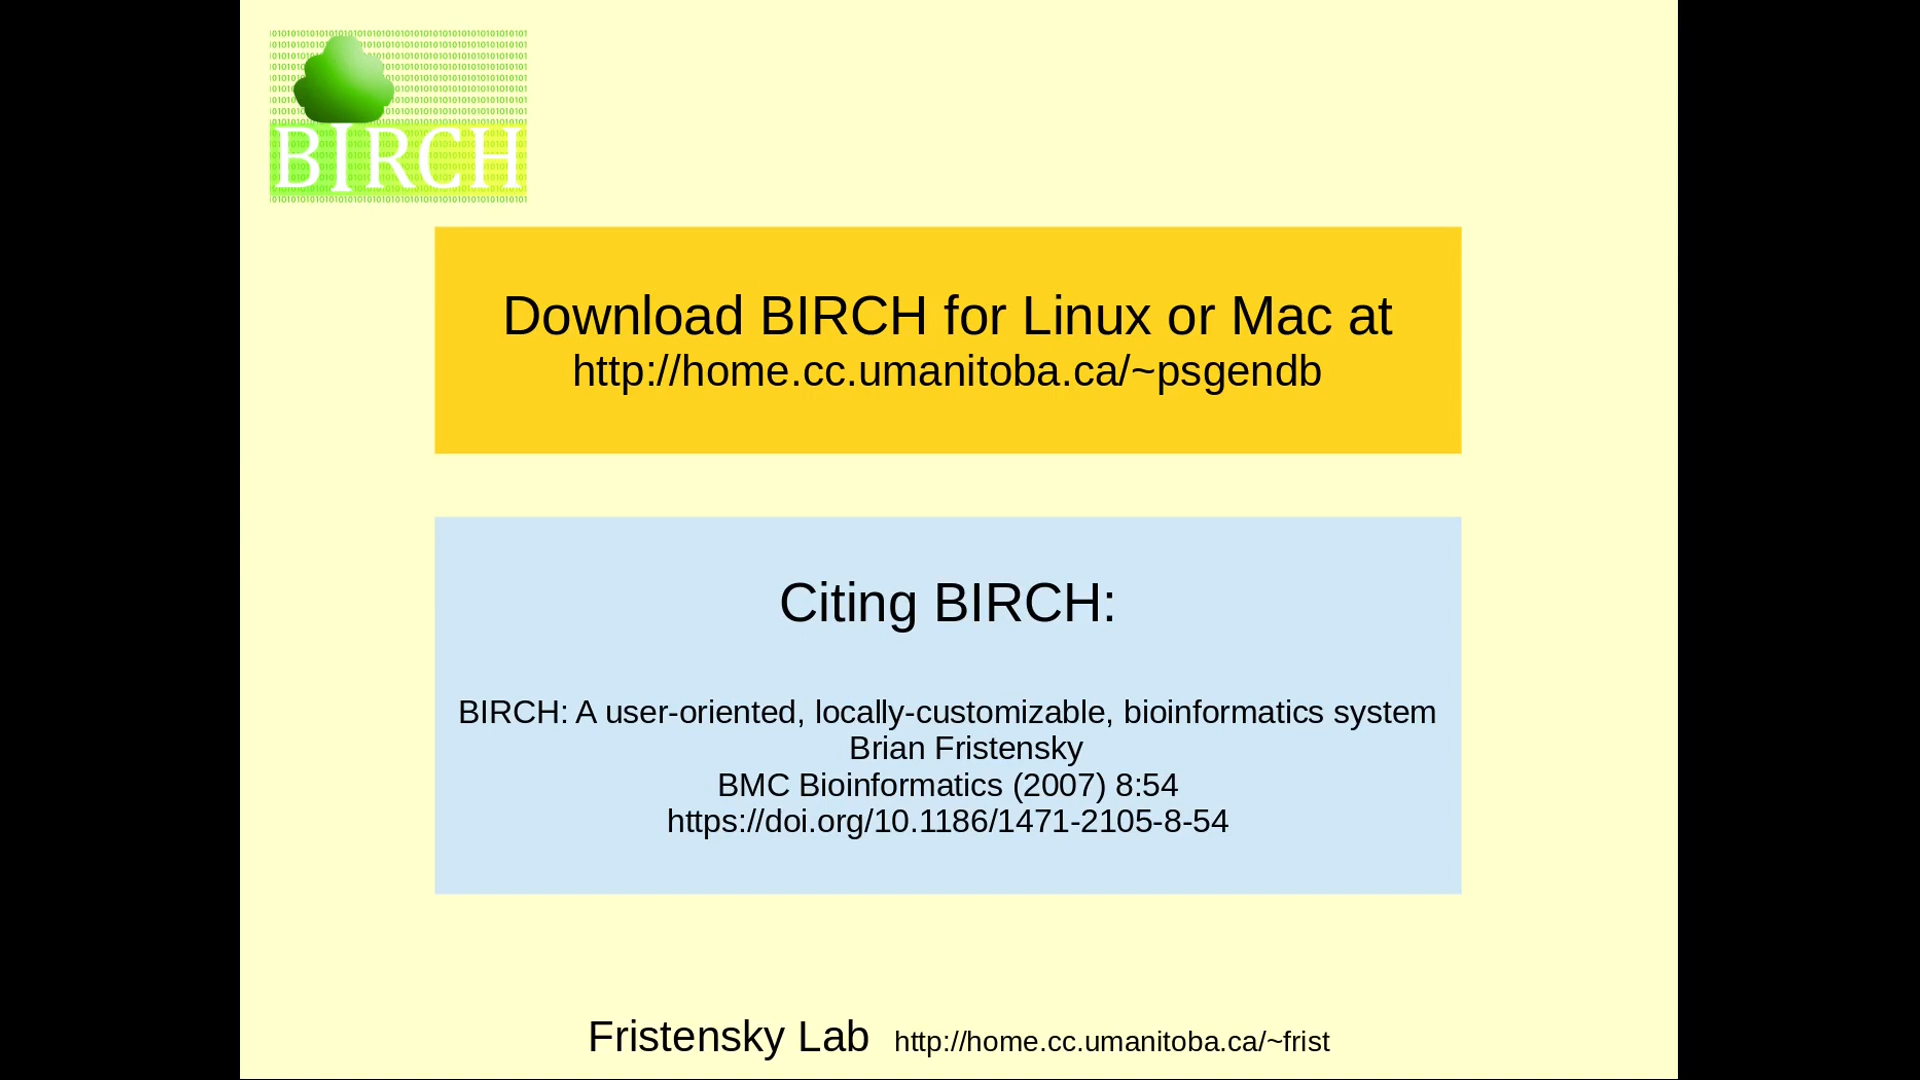 BIRCH
Download BIRCH for Linux or Mac at
http://home.cc.umanitoba.ca/~psgendb
Citing BIRCH:
BIRCH: A user-oriented, locally-customizable, bioinformatics system
Brian Fristensky
BMC Bioinformatics (2007) 8:54
https://doi.org/10.1186/1471-2105-8-54
Fristensky Lab http://home.cc.umanitoba.ca/~frist